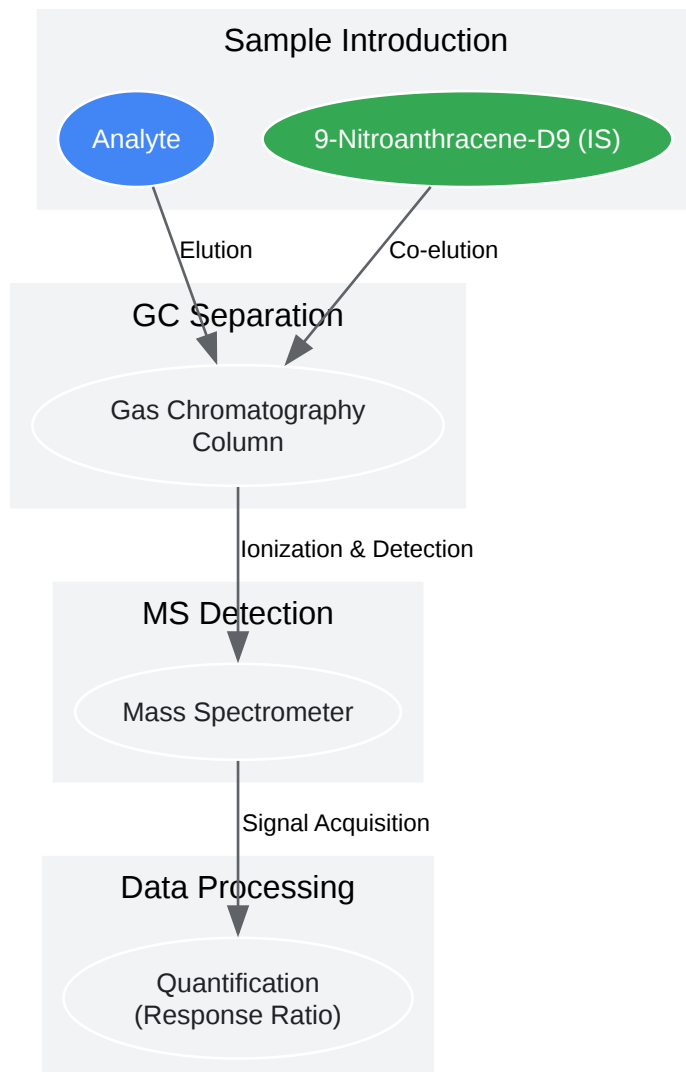 Sample Introduction
Analyte
9-Nitroanthracene-D9 (IS)
Elution
Co-elution
GC Separation
Gas Chromatography
Column
Ionization & Detection
MS Detection
Mass Spectrometer
Signal Acquisition
Data Processing
Quantification
(Response Ratio)